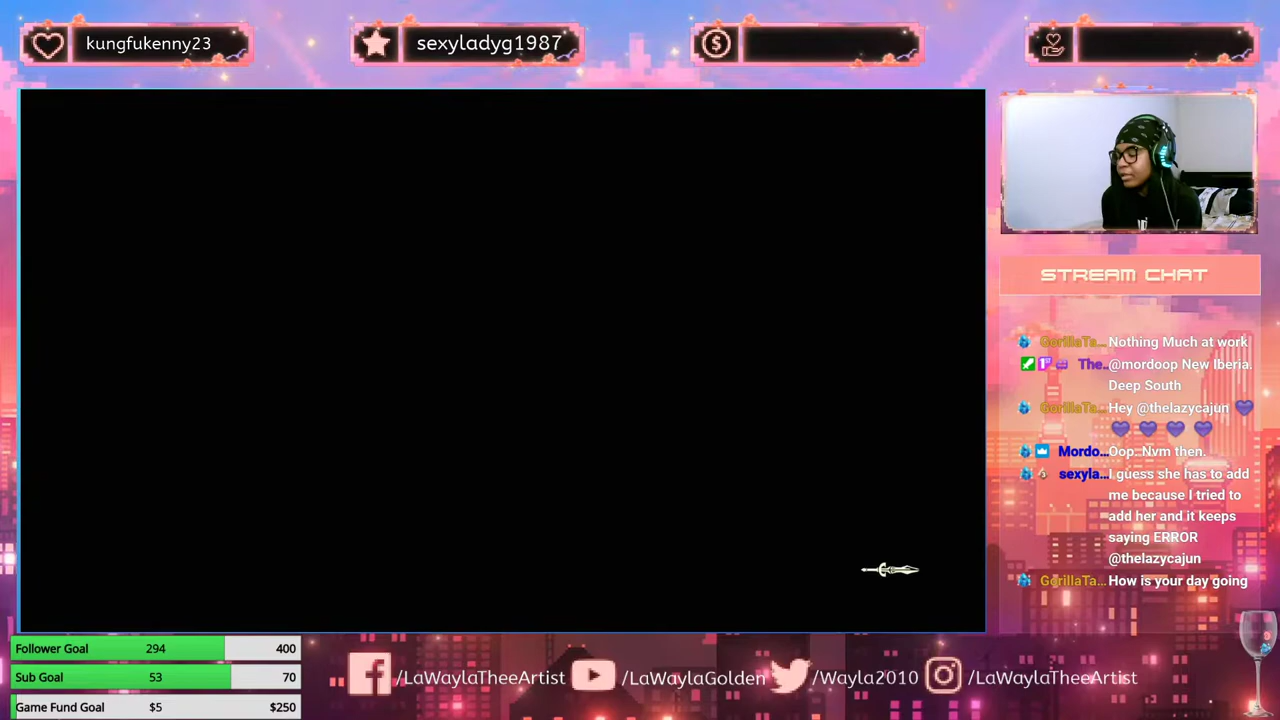 kungfukenny23
sexyladyg1987
STREAM CHAT
GorillaTa... Nothing Much at work
The... @mordoop New Iberia.
Deep South
GorillaTa... Hey @thelazycajun
Mordo... Oop. Nvm then.
sexyla... I guess she has to add
me because I tried to
add her and it keeps
saying ERROR
@thelazycajun
GorillaTa... How is your day going
Follower Goal 294 400
Sub Goal 53 70
Game Fund Goal $5 $250
/LaWaylaTheeArtist
/LaWaylaGolden
/Wayla2010
/LaWaylaTheeArtist